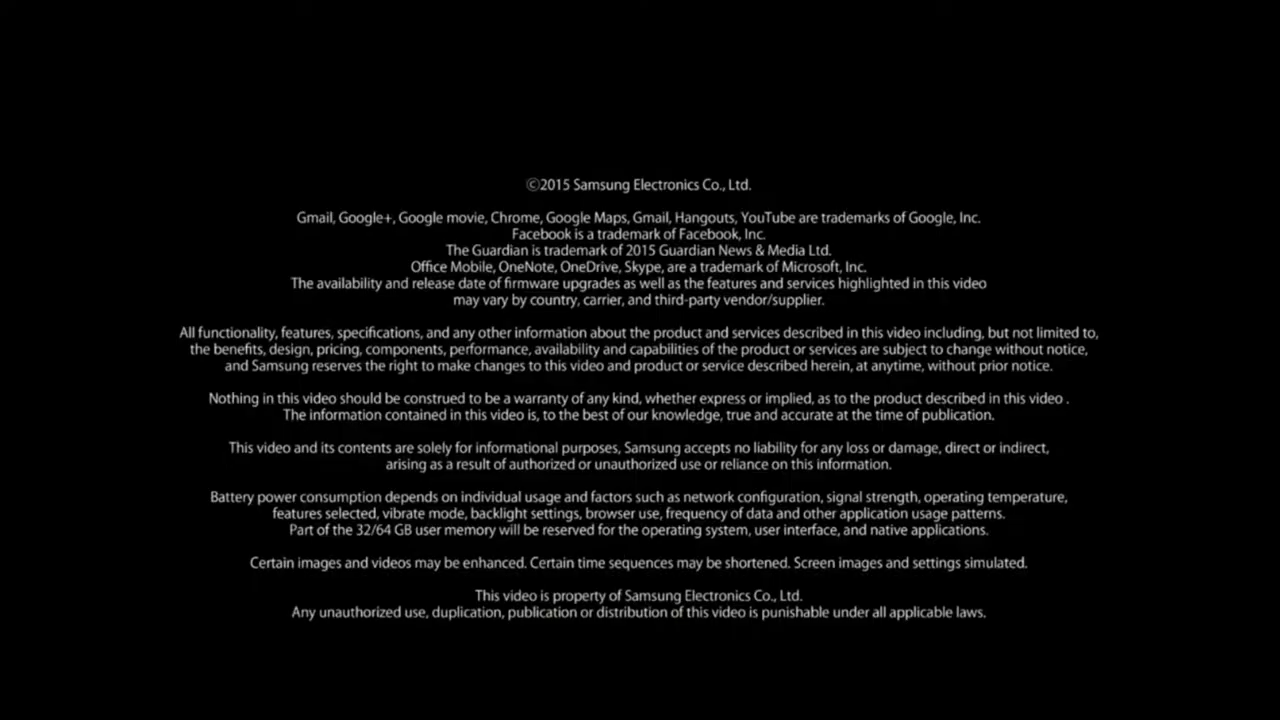 ©2015 Samsung Electronics Co., Ltd.
Gmail, Google+, Google movie, Chrome, Google Maps, Gmail, Hangouts, YouTube are trademarks of Google, Inc.
Facebook is a trademark of Facebook, Inc.
The Guardian is trademark of 2015 Guardian News & Media Ltd.
Office Mobile, OneNote, OneDrive, Skype, are a trademark of Microsoft, Inc.
The availability and release date of firmware upgrades as well as the features and services highlighted in this video
may vary by country, carrier, and third-party vendor/supplier.
All functionality, features, specifications, and any other information about the product and services described in this video including, but not limited to,
the benefits, design, pricing, components, performance, availability and capabilities of the product or services are subject to change without notice,
and Samsung reserves the right to make changes to this video and product or service described herein, at anytime, without prior notice.
Nothing in this video should be construed to be a warranty of any kind, whether express or implied, as to the product described in this video .
The information contained in this video is, to the best of our knowledge, true and accurate at the time of publication.
This video and its contents are solely for informational purposes, Samsung accepts no liability for any loss or damage, direct or indirect,
arising as a result of authorized or unauthorized use or reliance on this information.
Battery power consumption depends on individual usage and factors such as network configuration, signal strength, operating temperature,
features selected, vibrate mode, backlight settings, browser use, frequency of data and other application usage patterns.
Part of the 32/64 GB user memory will be reserved for the operating system, user interface, and native applications.
Certain images and videos may be enhanced. Certain time sequences may be shortened. Screen images and settings simulated.
This video is property of Samsung Electronics Co., Ltd.
Any unauthorized use, duplication, publication or distribution of this video is punishable under all applicable laws.